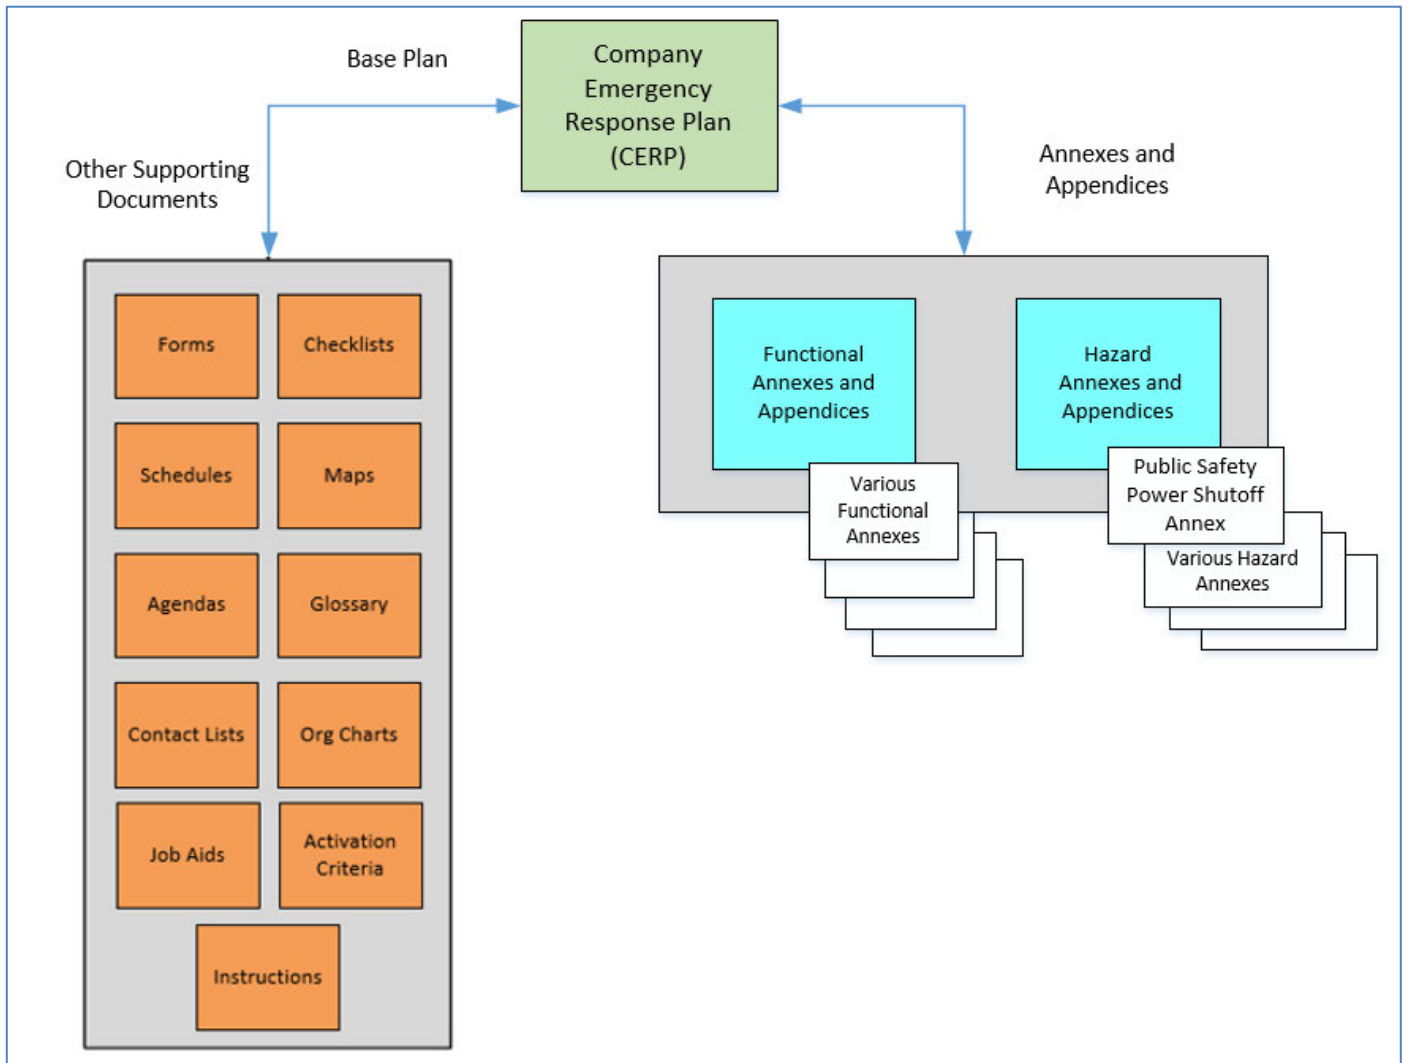 Base Plan
Company
Emergency
Response Plan
(CERP)
Other Supporting
Documents
Annexes and
Appendices
Forms
Checklists
Schedules
Maps
Agendas
Glossary
Contact Lists
Org Charts
Job Aids
Activation
Criteria
Instructions
Functional
Annexes and
Appendices
Various
Functional
Annexes
Hazard
Annexes and
Appendices
Public Safety
Power Shutoff
Annex
Various Hazard
Annexes